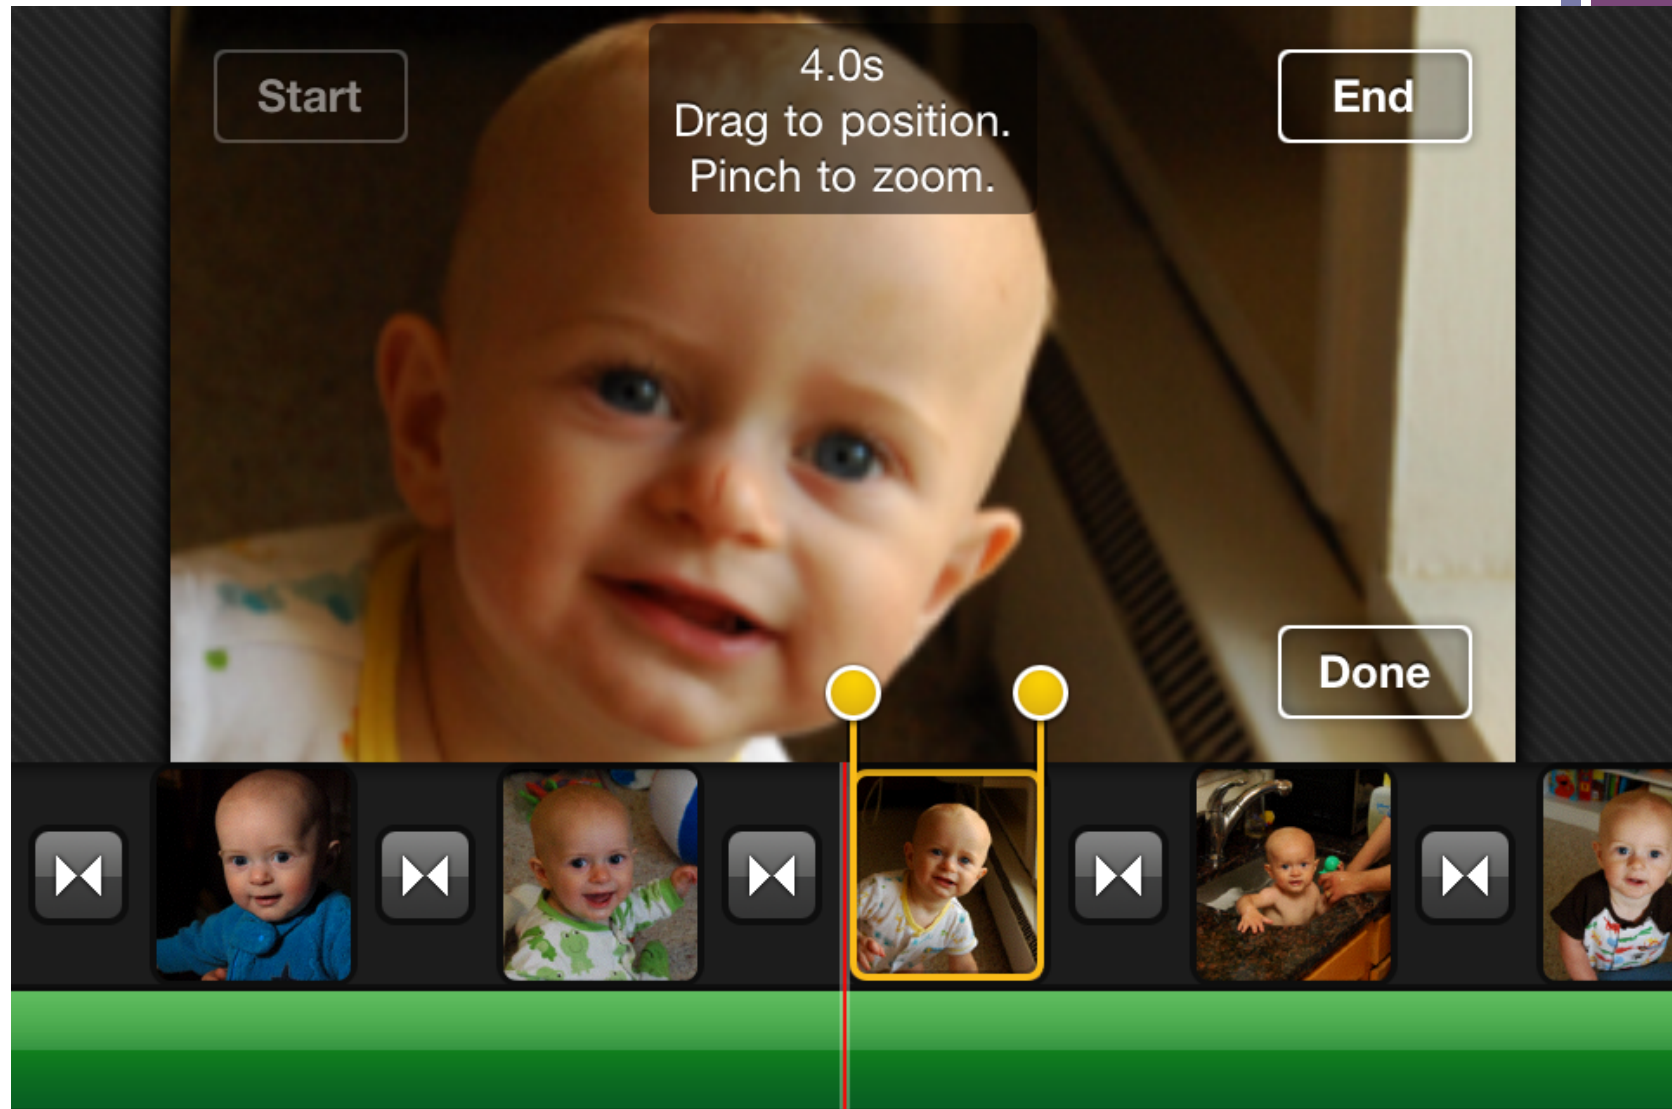 Start
4.0s
Drag to position.
Pinch to zoom.
End
Done